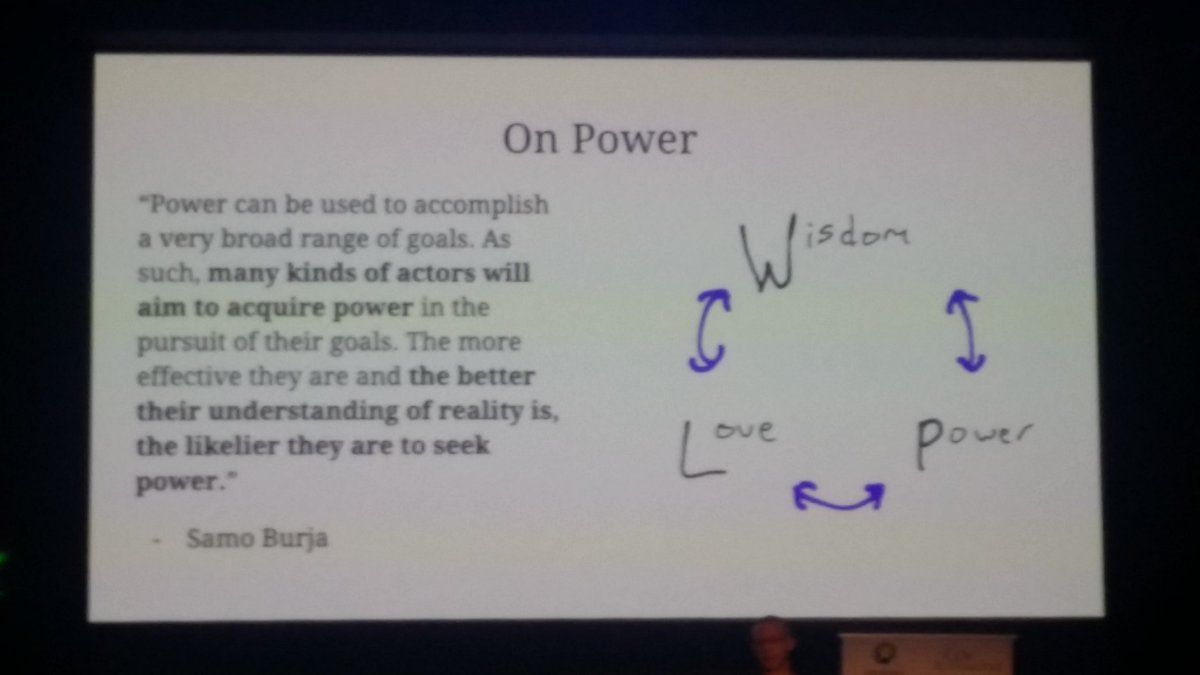 On Power
“Power can be used to accomplish
a very broad range of goals. As
such, many kinds of actors will
aim to acquire power in the
pursuit of their goals. The more
effective they are and the better
their understanding of reality is,
the likelier they are to seek
power.”
- Samo Burja
Wisdom
Love
Power